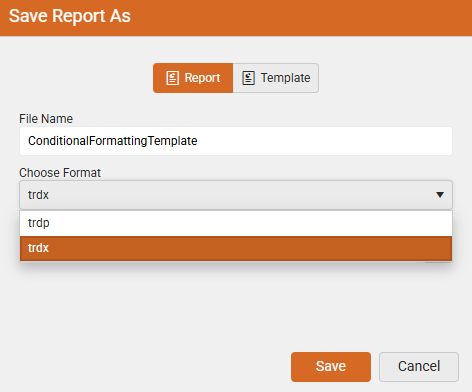 Save Report As
Report Template
File Name
ConditionalFormattingTemplate
Choose Format
trdx
trdp
trdx
Save Cancel